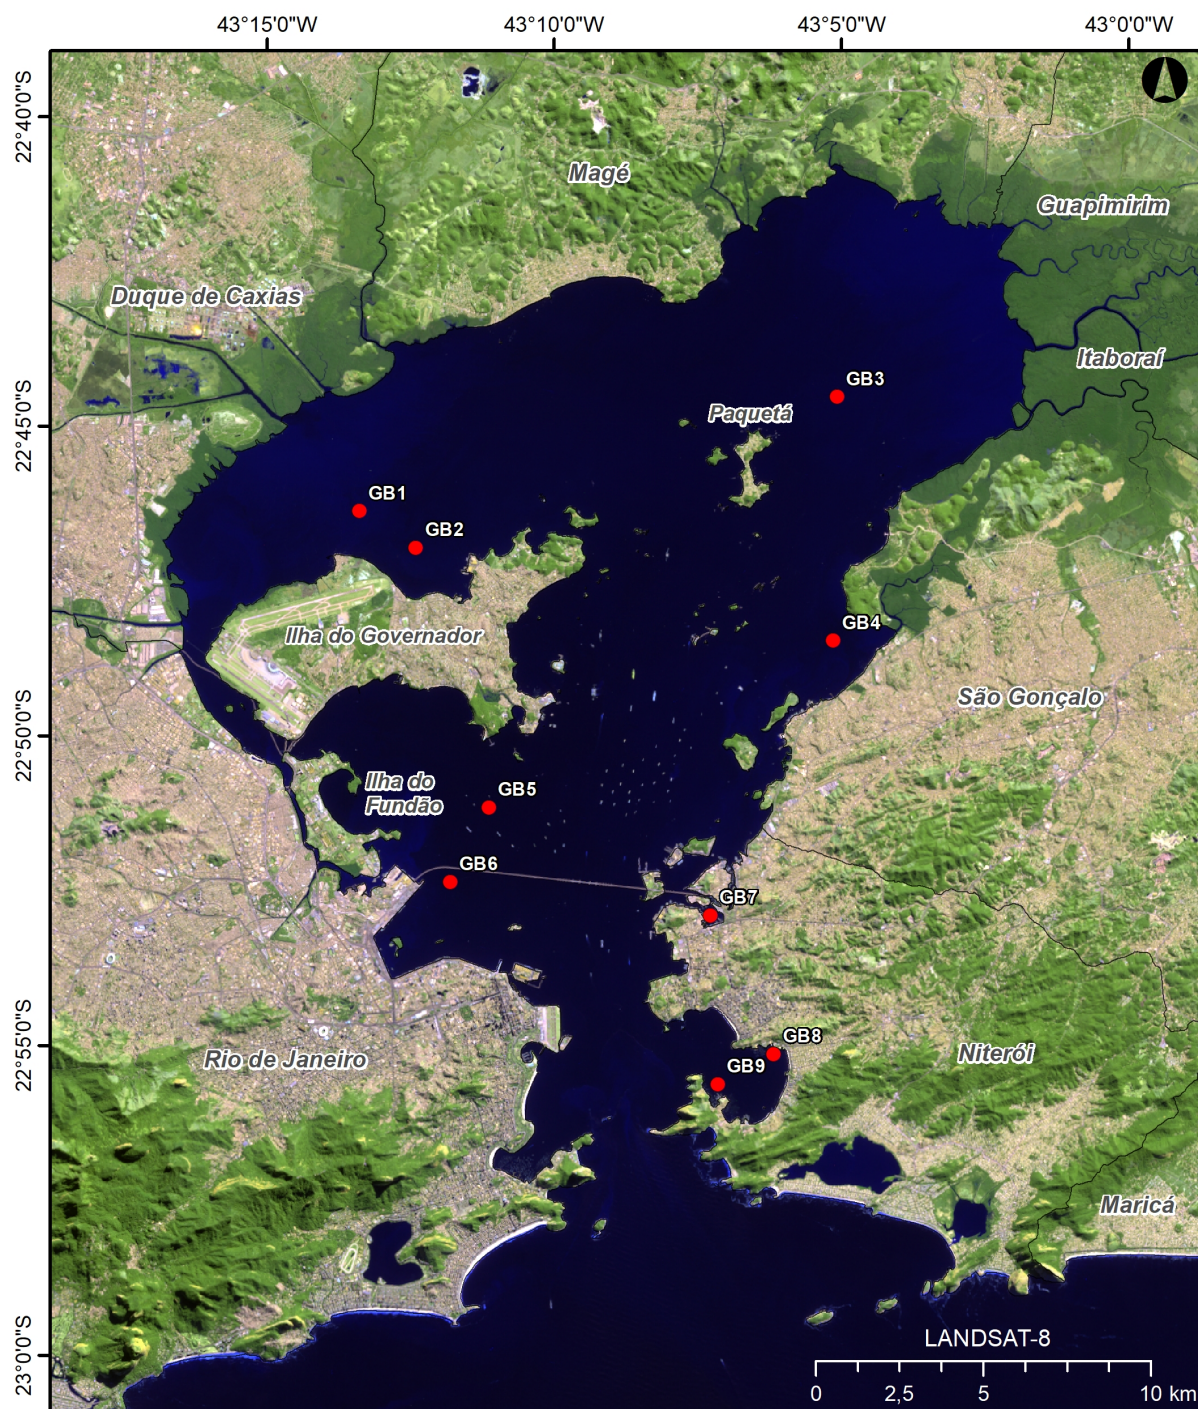 43°15'0"W
43°10'0"W
43°5'0"W
43°0'0"W
22°40'0"S
22°45'0"S
22°50'0"S
22°55'0"S
23°0'0"S
Magé
Guapimirim
Duque de Caxias
Itaboraí
GB3
Paquetá
GB1
GB2
GB4
Ilha do Governador
São Gonçalo
Ilha do
Fundão
GB5
GB6
GB7
GB8
Rio de Janeiro
Niterói
GB9
Maricá
LANDSAT-8
0 2,5 5 10 km